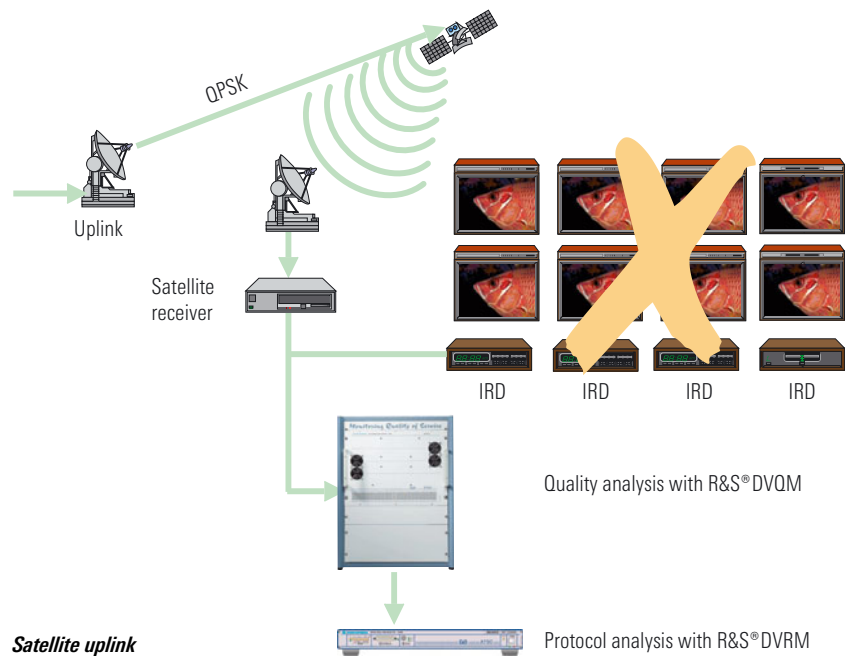 QPSK
Uplink
Satellite
receiver
IRD
IRD
IRD
IRD
Monitoring Quality of Service
Quality analysis with R&S®DVQM
Satellite uplink
Protocol analysis with R&S®DVRM